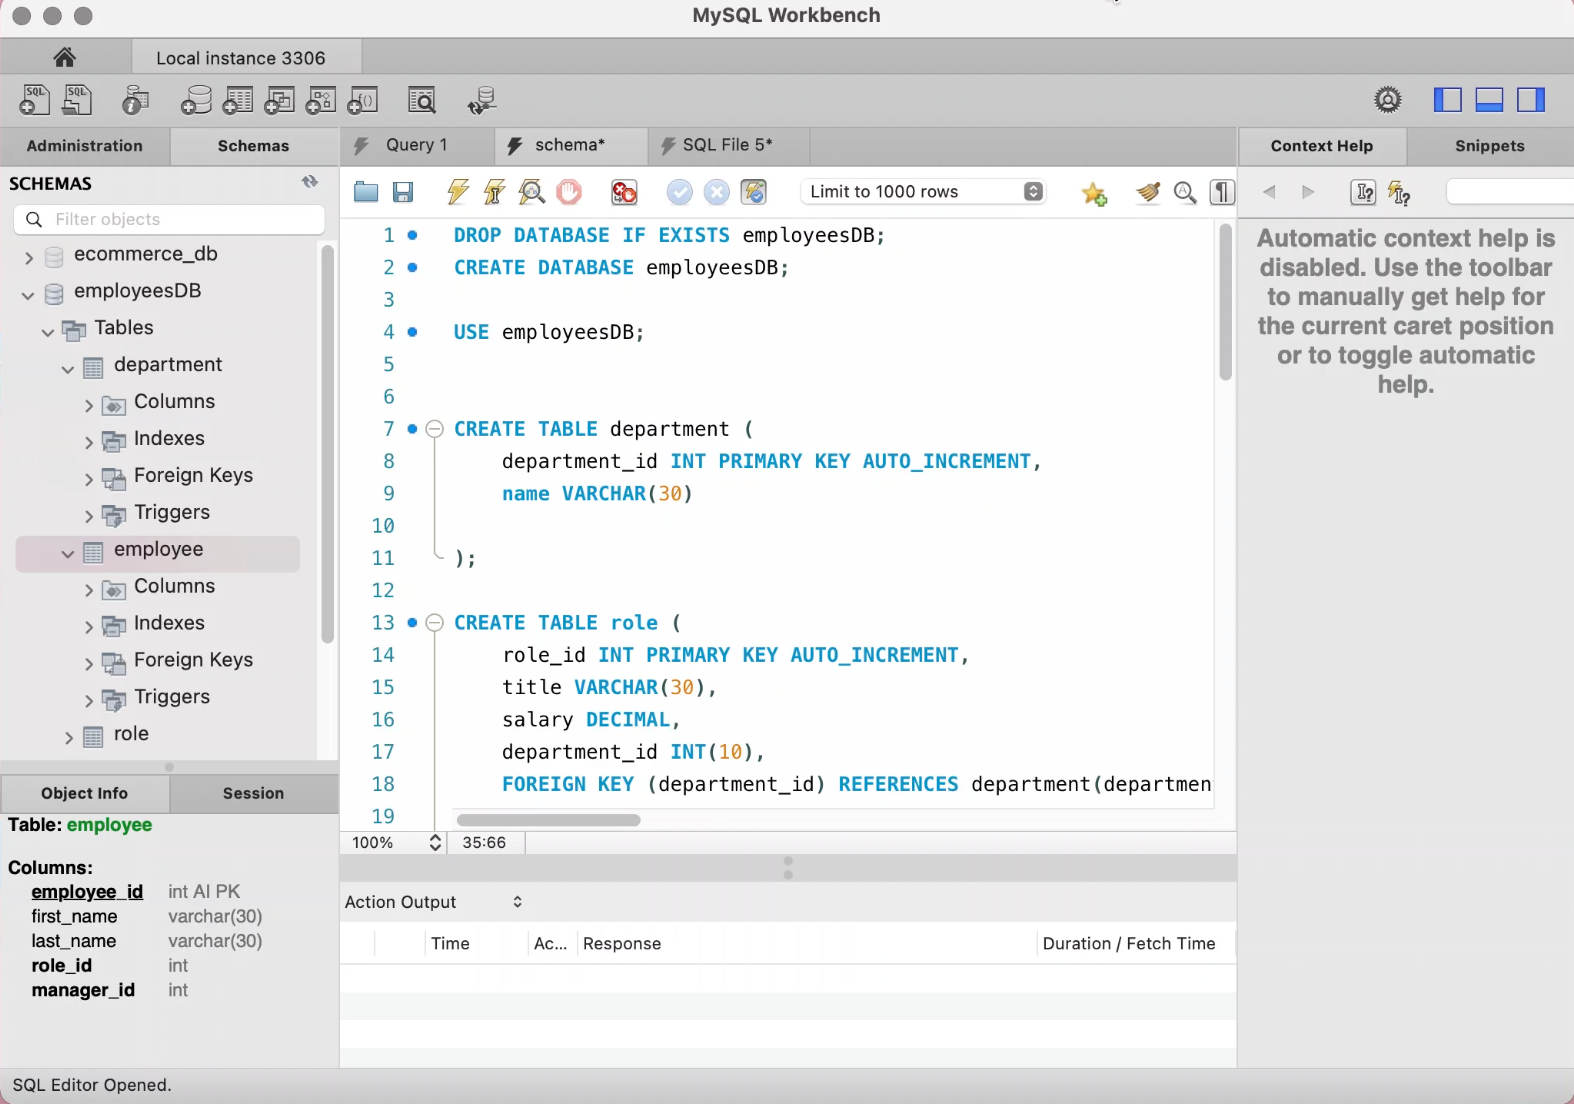 MySQL Workbench
Local instance 3306
SQL SQL
Administration Schemas
Query 1 schema* SQL File 5*
Context Help Snippets
SCHEMAS
Filter objects
ecommerce_db
employeesDB
Tables
department
Columns
Indexes
Foreign Keys
Triggers
employee
Columns
Indexes
Foreign Keys
Triggers
role
Object Info Session
Table: employee
Columns:
employee_id int AI PK
first_name varchar(30)
last_name varchar(30)
role_id int
manager_id int
Limit to 1000 rows
1 DROP DATABASE IF EXISTS employeesDB;
2 CREATE DATABASE employeesDB;
3
4 USE employeesDB;
5
6
7 CREATE TABLE department (
8 department_id INT PRIMARY KEY AUTO_INCREMENT,
9 name VARCHAR(30)
10
11 );
12
13 CREATE TABLE role (
14 role_id INT PRIMARY KEY AUTO_INCREMENT,
15 title VARCHAR(30),
16 salary DECIMAL,
17 department_id INT(10),
18 FOREIGN KEY (department_id) REFERENCES department(departmen
19
100% 35:66
Action Output
Time Ac... Response Duration / Fetch Time
Automatic context help is
disabled. Use the toolbar
to manually get help for
the current caret position
or to toggle automatic
help.
SQL Editor Opened.